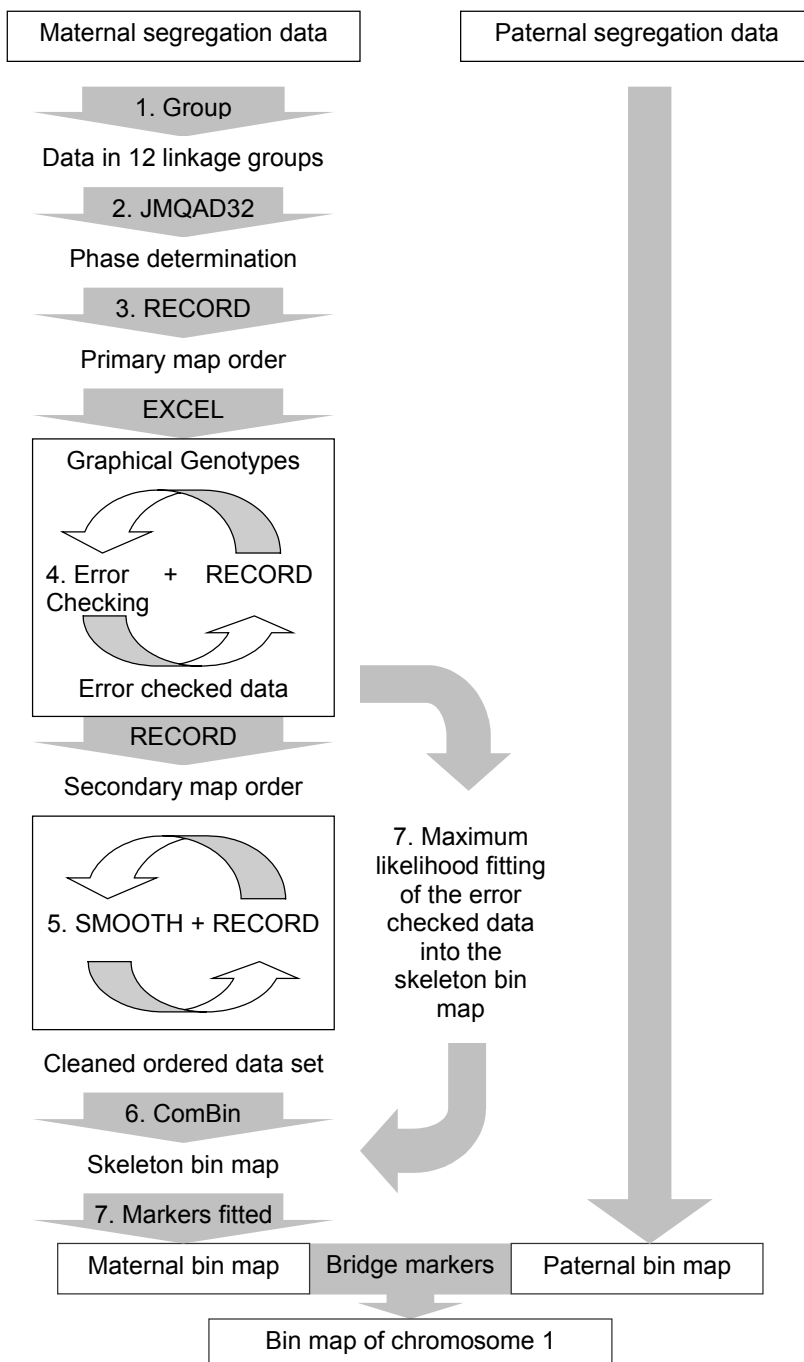 Maternal segregation data
Paternal segregation data
1. Group
Data in 12 linkage groups
2. JMQAD32
Phase determination
3. RECORD
Primary map order
EXCEL
Graphical Genotypes
4. Error + RECORD
Checking
Error checked data
RECORD
Secondary map order
5. SMOOTH + RECORD
Cleaned ordered data set
6. ComBin
Skeleton bin map
7. Markers fitted
7. Maximum
likelihood fitting
of the error
checked data
into the
skeleton bin
map
Maternal bin map
Bridge markers
Paternal bin map
Bin map of chromosome 1